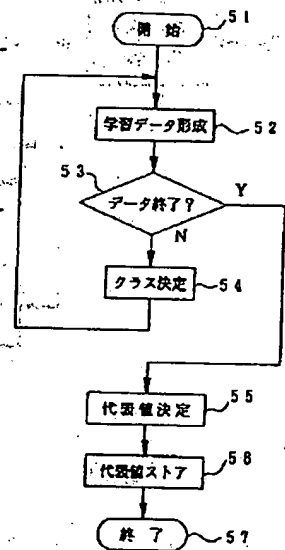 開始 51
学習データ形成 52
53
データ終了?
Y
N
クラス決定 54
代表値決定 55
代表値ストア 56
終了 57